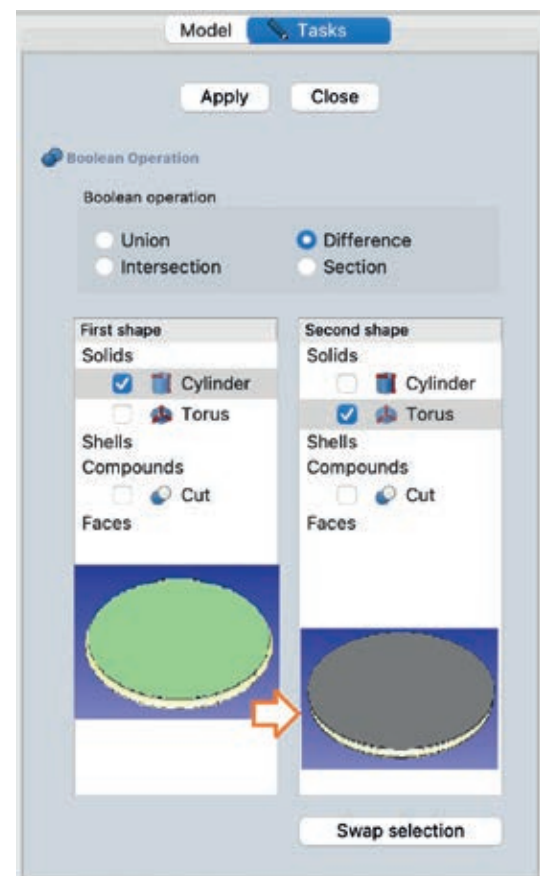 Model Tasks
Apply Close
Boolean Operation
Boolean operation
Union Difference
Intersection Section
First shape
Solids
Cylinder
Torus
Shells
Compounds
Cut
Faces
Second shape
Solids
Cylinder
Torus
Shells
Compounds
Cut
Faces
Swap selection